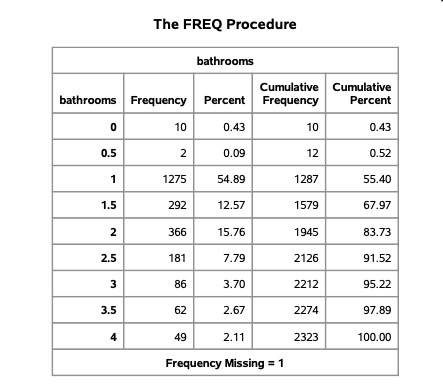 The FREQ Procedure
bathrooms
bathrooms Frequency Percent Cumulative Frequency Cumulative Percent
0 10 0.43 10 0.43
0.5 2 0.09 12 0.52
1 1275 54.89 1287 55.40
1.5 292 12.57 1579 67.97
2 366 15.76 1945 83.73
2.5 181 7.79 2126 91.52
3 86 3.70 2212 95.22
3.5 62 2.67 2274 97.89
4 49 2.11 2323 100.00
Frequency Missing = 1